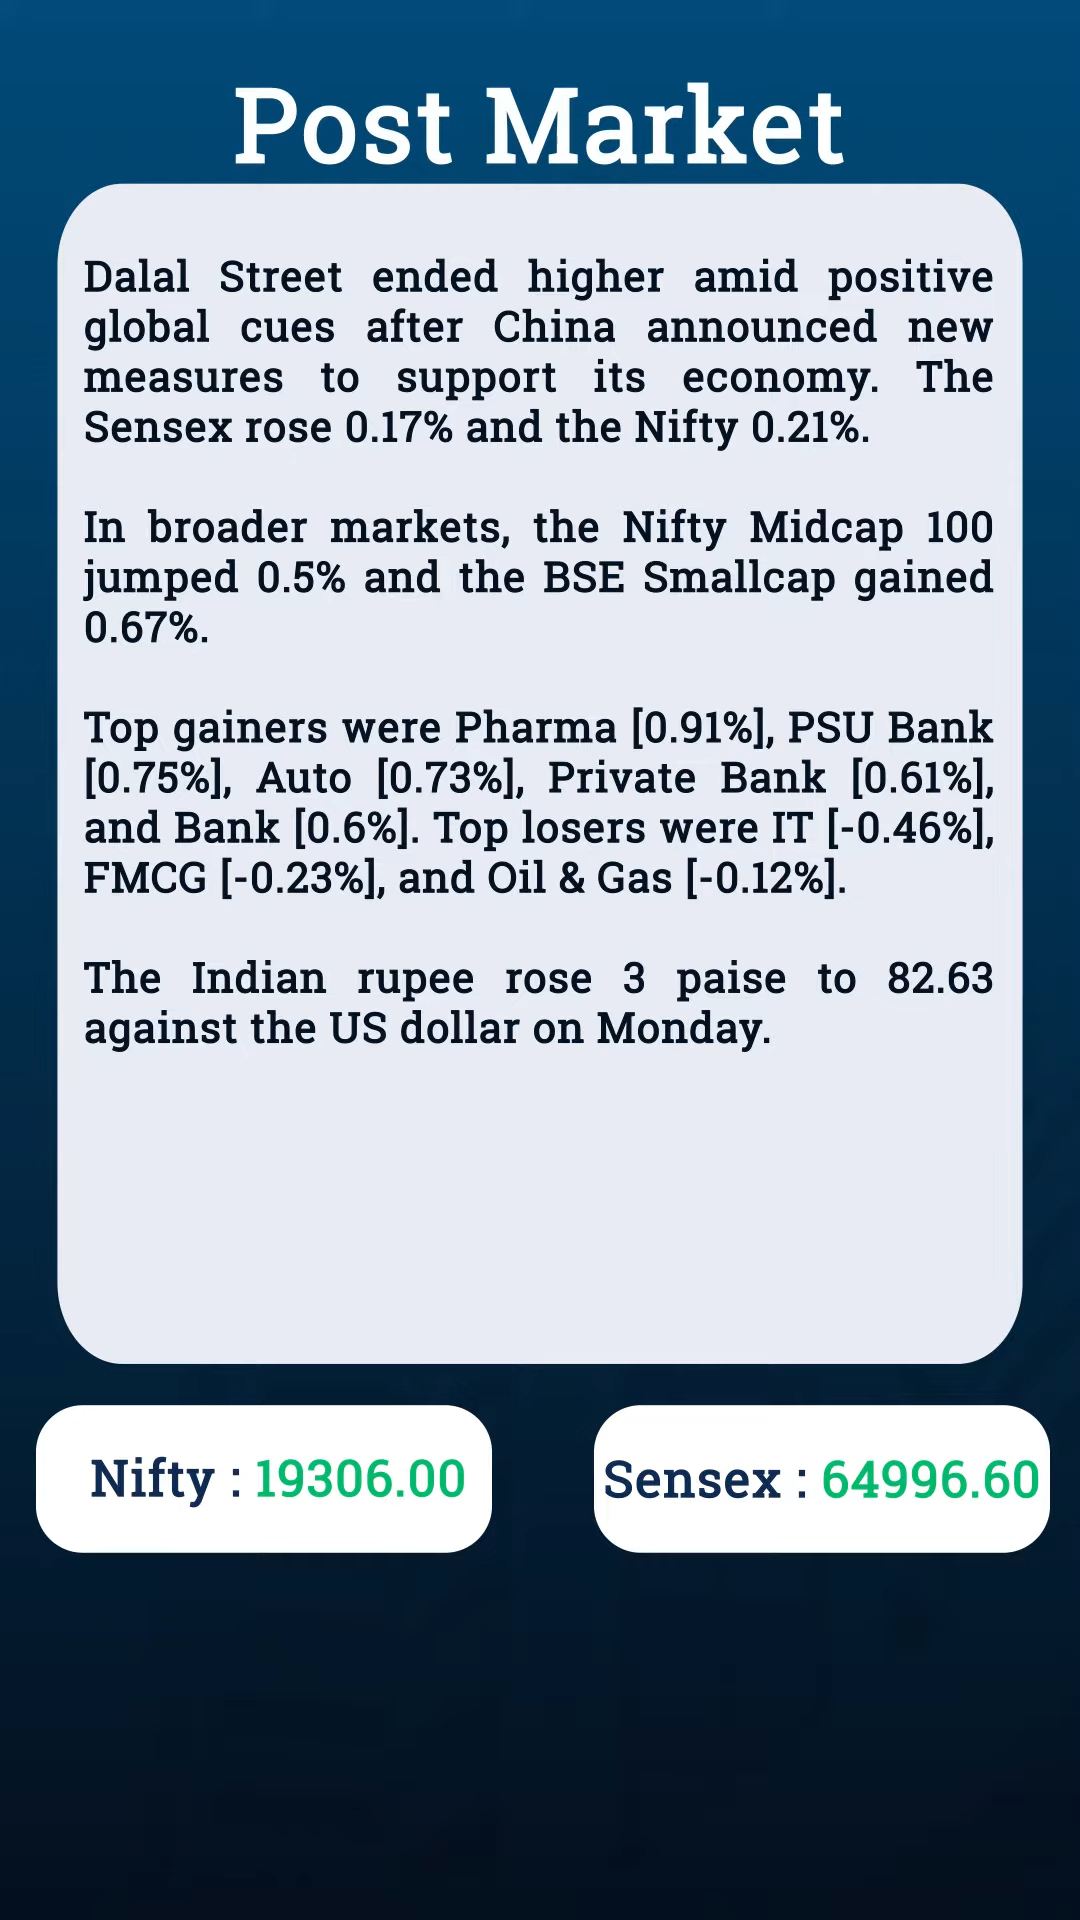 Post Market
Dalal Street ended higher amid positive
global cues after China announced new
measures to support its economy. The
Sensex rose 0.17% and the Nifty 0.21%.
In broader markets, the Nifty Midcap 100
jumped 0.5% and the BSE Smallcap gained
0.67%.
Top gainers were Pharma [0.91%], PSU Bank
[0.75%], Auto [0.73%], Private Bank [0.61%],
and Bank [0.6%]. Top losers were IT [-0.46%],
FMCG [-0.23%], and Oil & Gas [-0.12%].
The Indian rupee rose 3 paise to 82.63
against the US dollar on Monday.
Nifty : 19306.00
Sensex : 64996.60